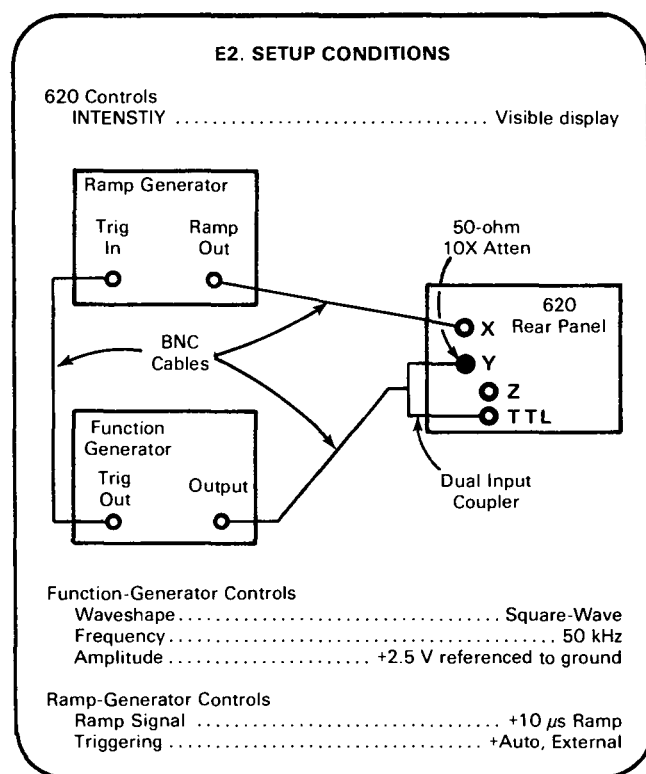 E2. SETUP CONDITIONS
620 Controls
INTENSTIY ................................ Visible display
Ramp Generator
Trig
In
Ramp
Out
50-ohm
10X Atten
620
Rear Panel
X
Y
Z
TTL
BNC
Cables
Function
Generator
Trig
Out
Output
Dual Input
Coupler
Function-Generator Controls
Waveshape ................................ Square-Wave
Frequency ....................................... 50 kHz
Amplitude .................... +2.5 V referenced to ground
Ramp-Generator Controls
Ramp Signal .............................. +10 μs Ramp
Triggering .............................. +Auto, External